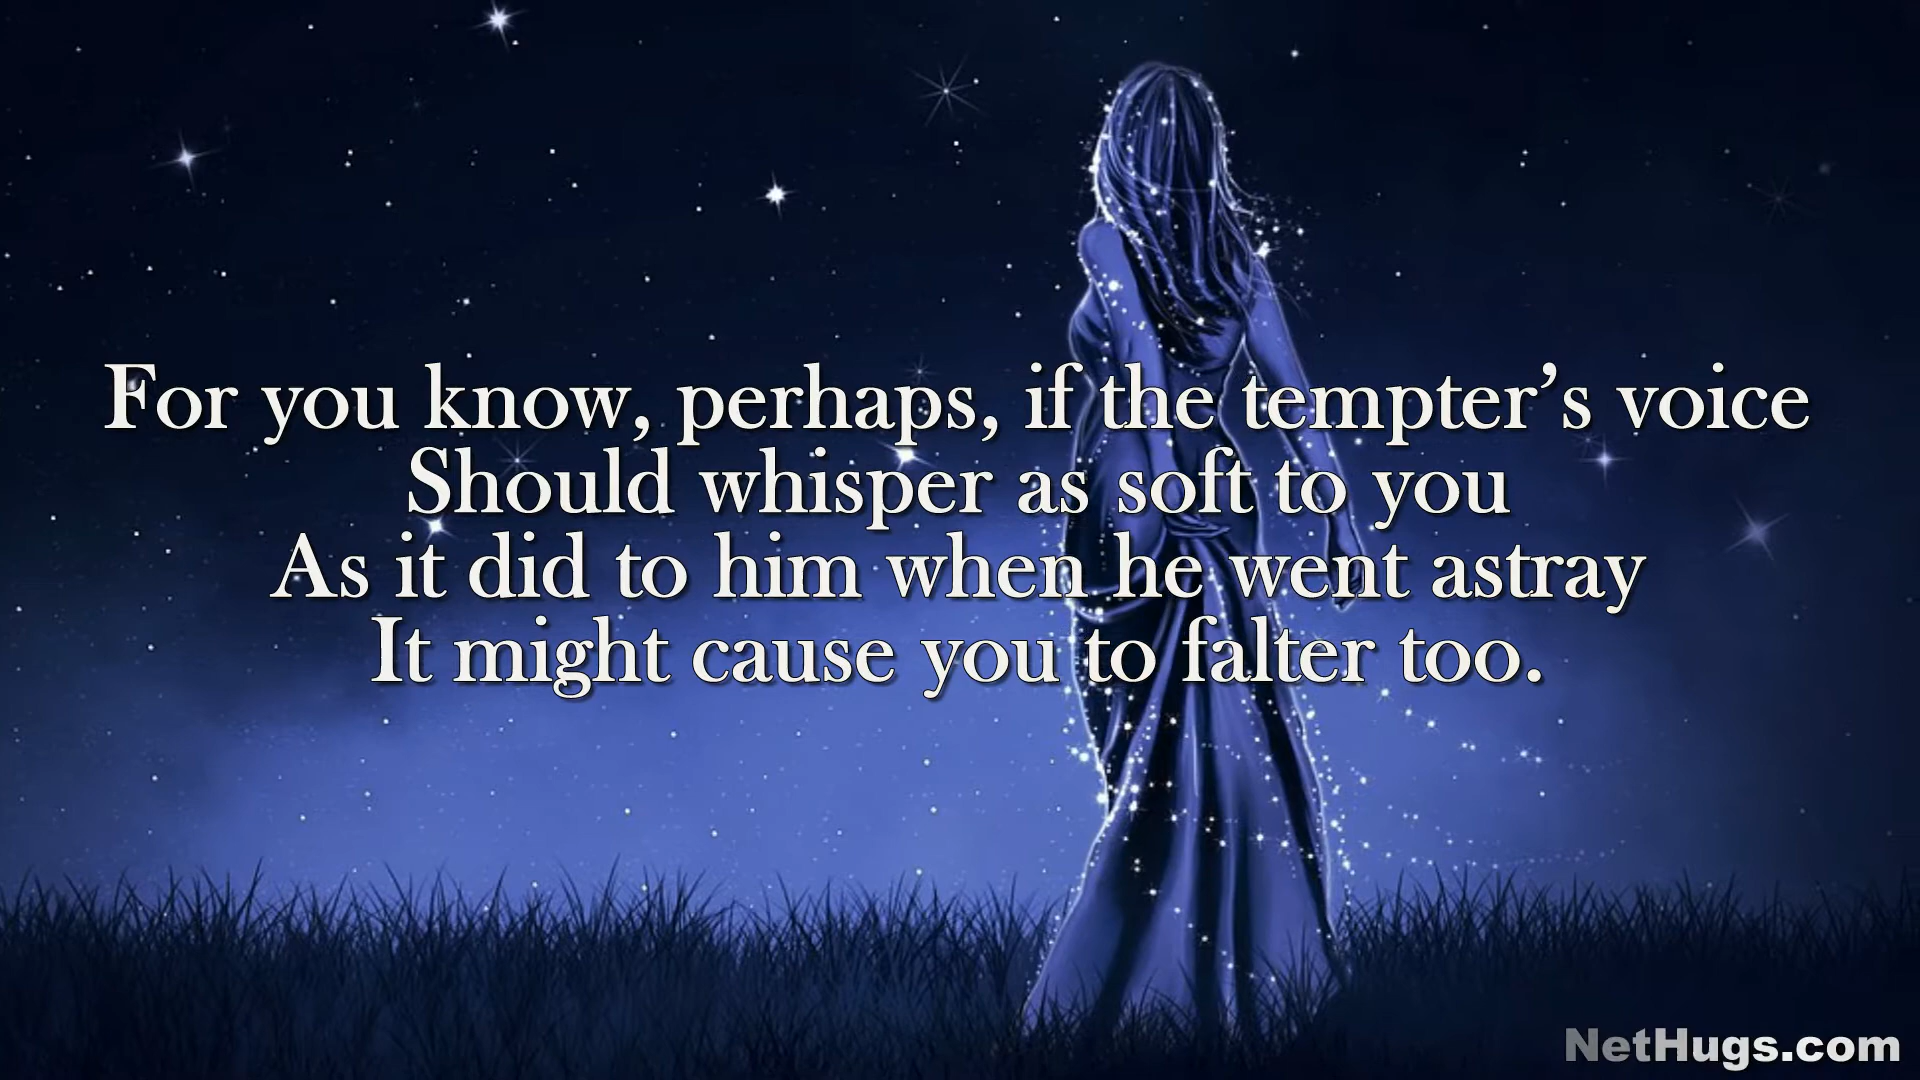 For you know, perhaps, if the tempter’s voice
Should whisper as soft to you
As it did to him when he went astray
It might cause you to falter too.
NetHugs.com